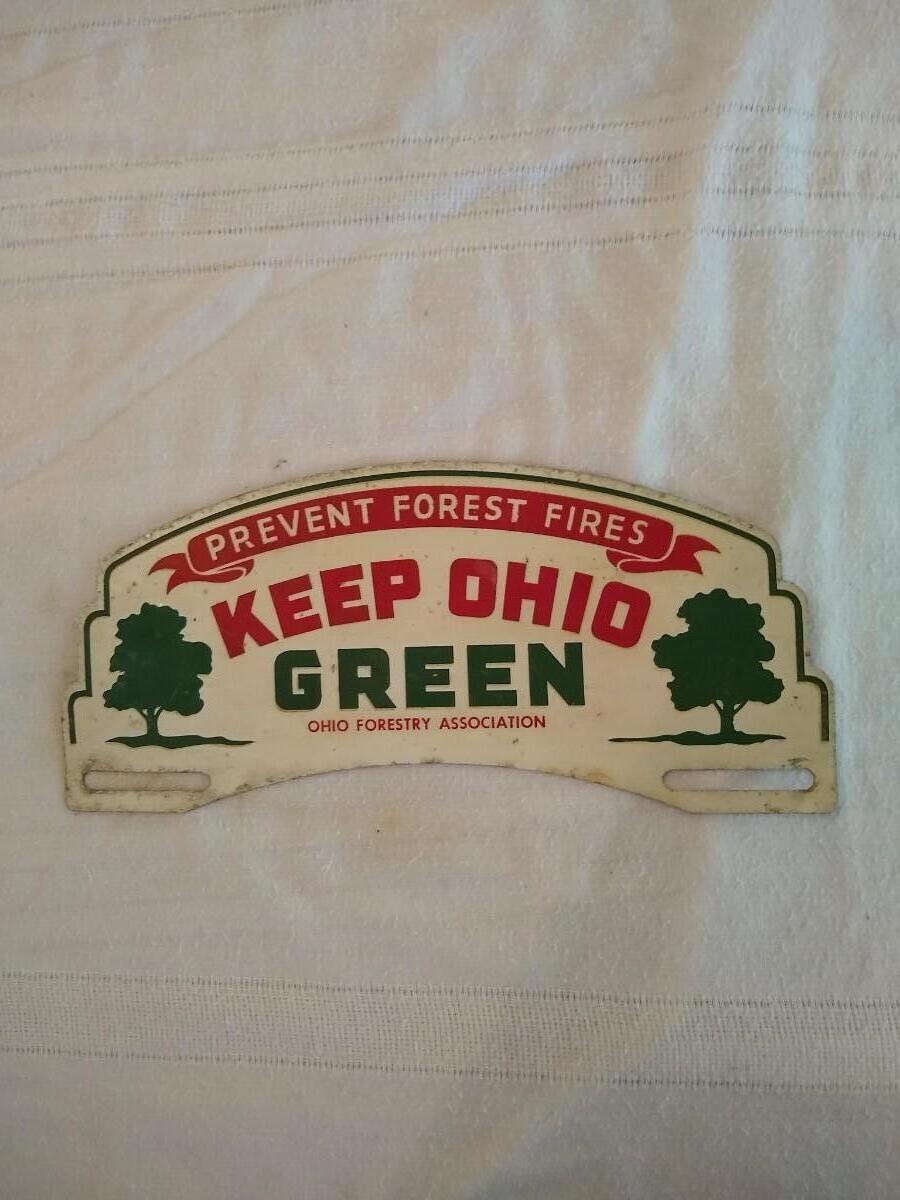 PREVENT FOREST FIRES
KEEP OHIO
GREEN
OHIO FORESTRY ASSOCIATION